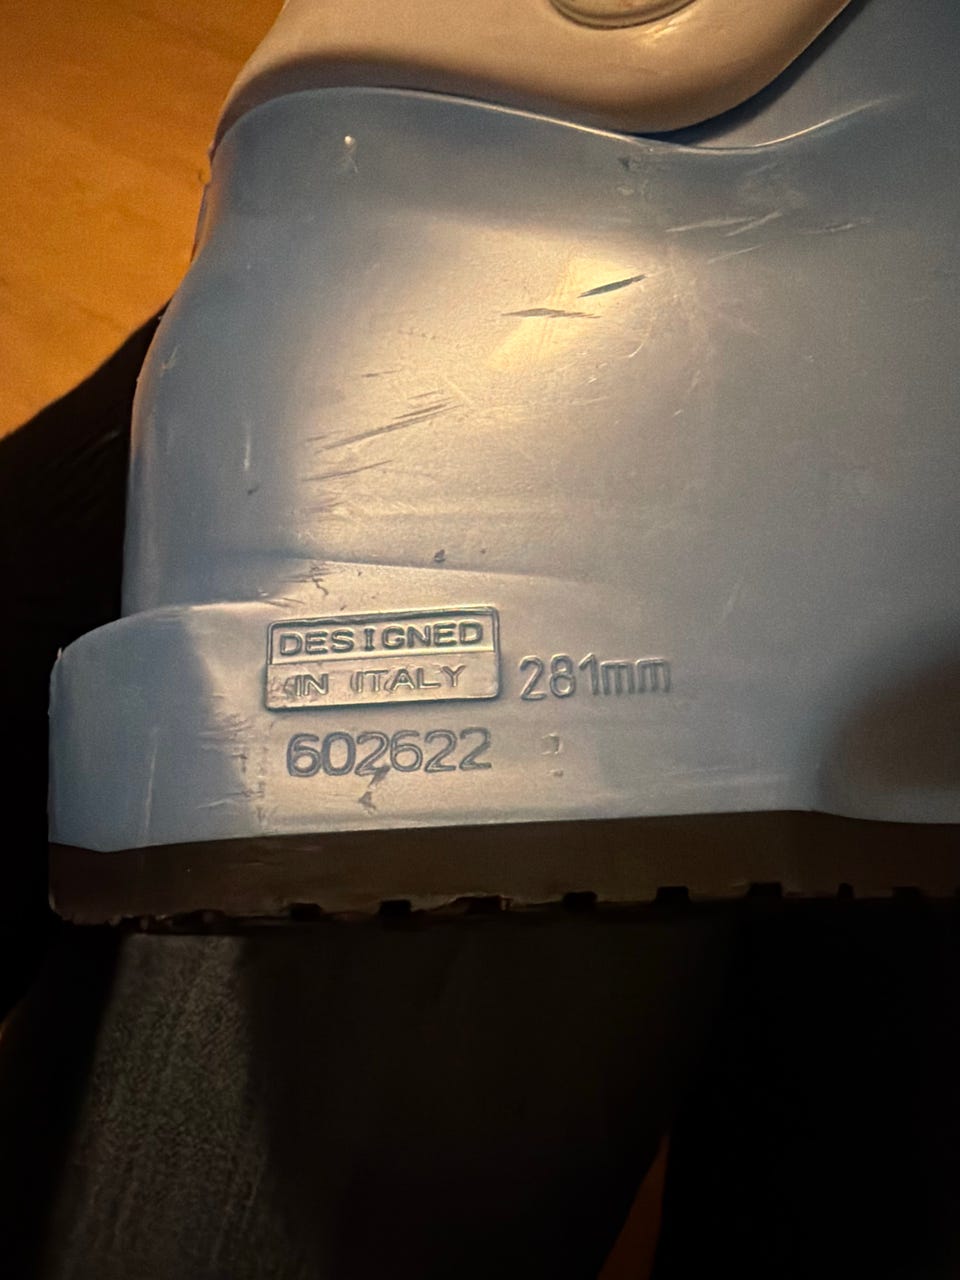 DESIGNED
IN ITALY
281mm
602622